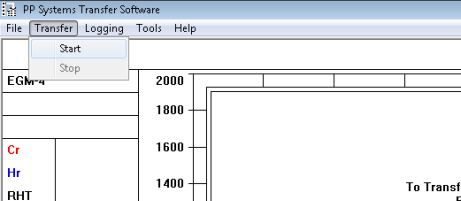 PP Systems Transfer Software
File Transfer Logging Tools Help
Start
Stop
EGM-4
2000
1800
1600
1400
Cr
Hr
RHT
To Transf